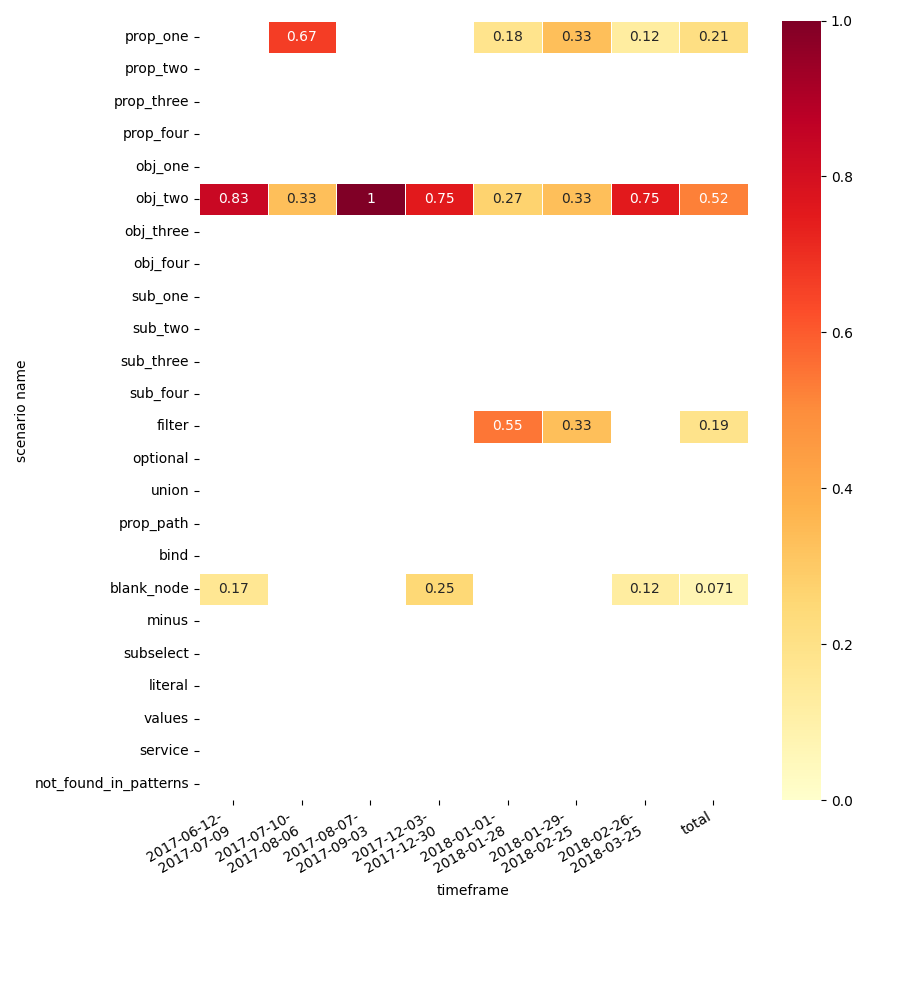 prop_one 0.67 0.18 0.33 0.12 0.21
prop_two
prop_three
prop_four
obj_one
obj_two 0.83 0.33 1 0.75 0.27 0.33 0.75 0.52
obj_three
obj_four
sub_one
sub_two
sub_three
sub_four
filter 0.55 0.33 0.19
optional
union
prop_path
bind
blank_node 0.17 0.25 0.12 0.071
minus
subselect
literal
values
service
not_found_in_patterns
scenario name
2017-06-12-
2017-07-09
2017-07-10-
2017-08-06
2017-08-07-
2017-09-03
2017-12-03-
2017-12-30
2018-01-01-
2018-01-28
2018-01-29-
2018-02-25
2018-02-26-
2018-03-25
total
timeframe
1.0
0.8
0.6
0.4
0.2
0.0